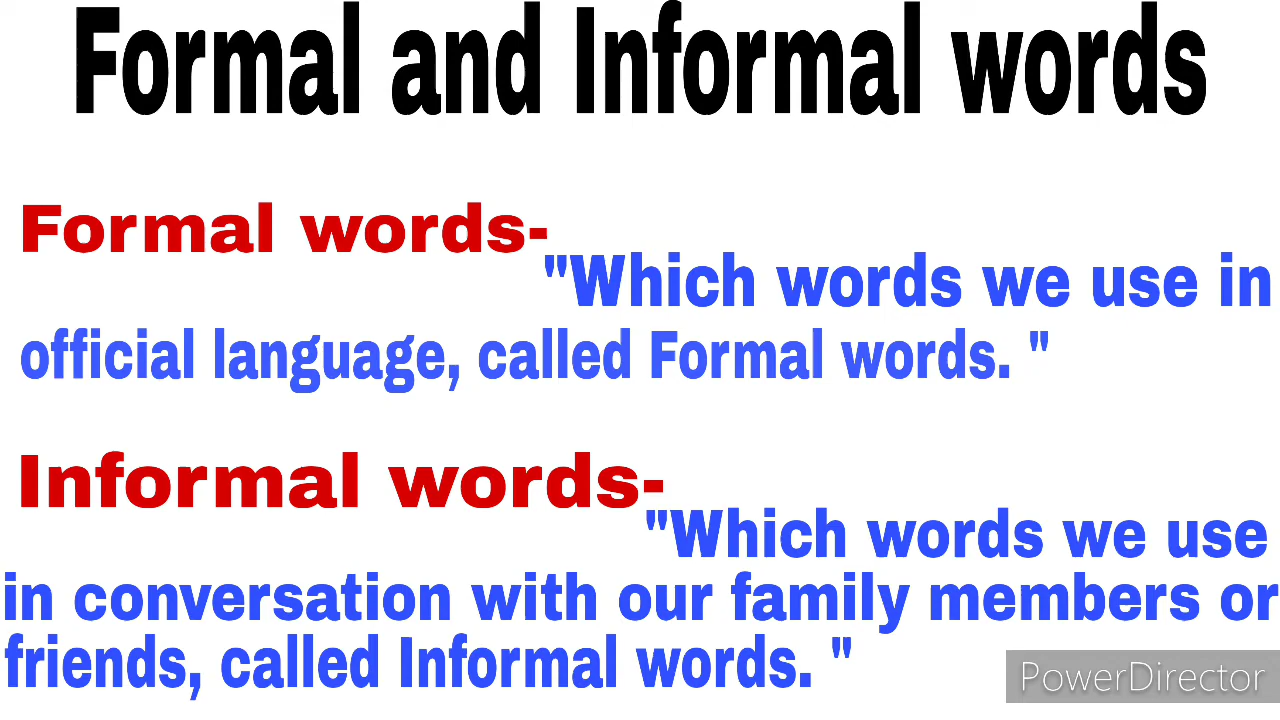 Formal and Informal words
Formal words-
"Which words we use in
official language, called Formal words. "
Informal words-
"Which words we use
in conversation with our family members or
friends, called Informal words. "
PowerDirector